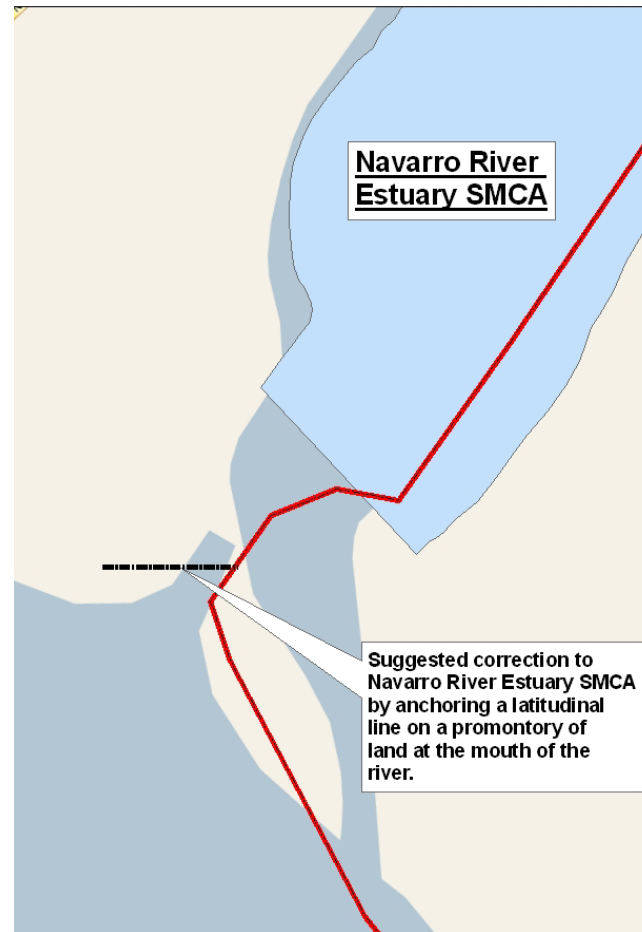 Navarro River
Estuary SMCA
Suggested correction to
Navarro River Estuary SMCA
by anchoring a latitudinal
line on a promontory of
land at the mouth of the
river.